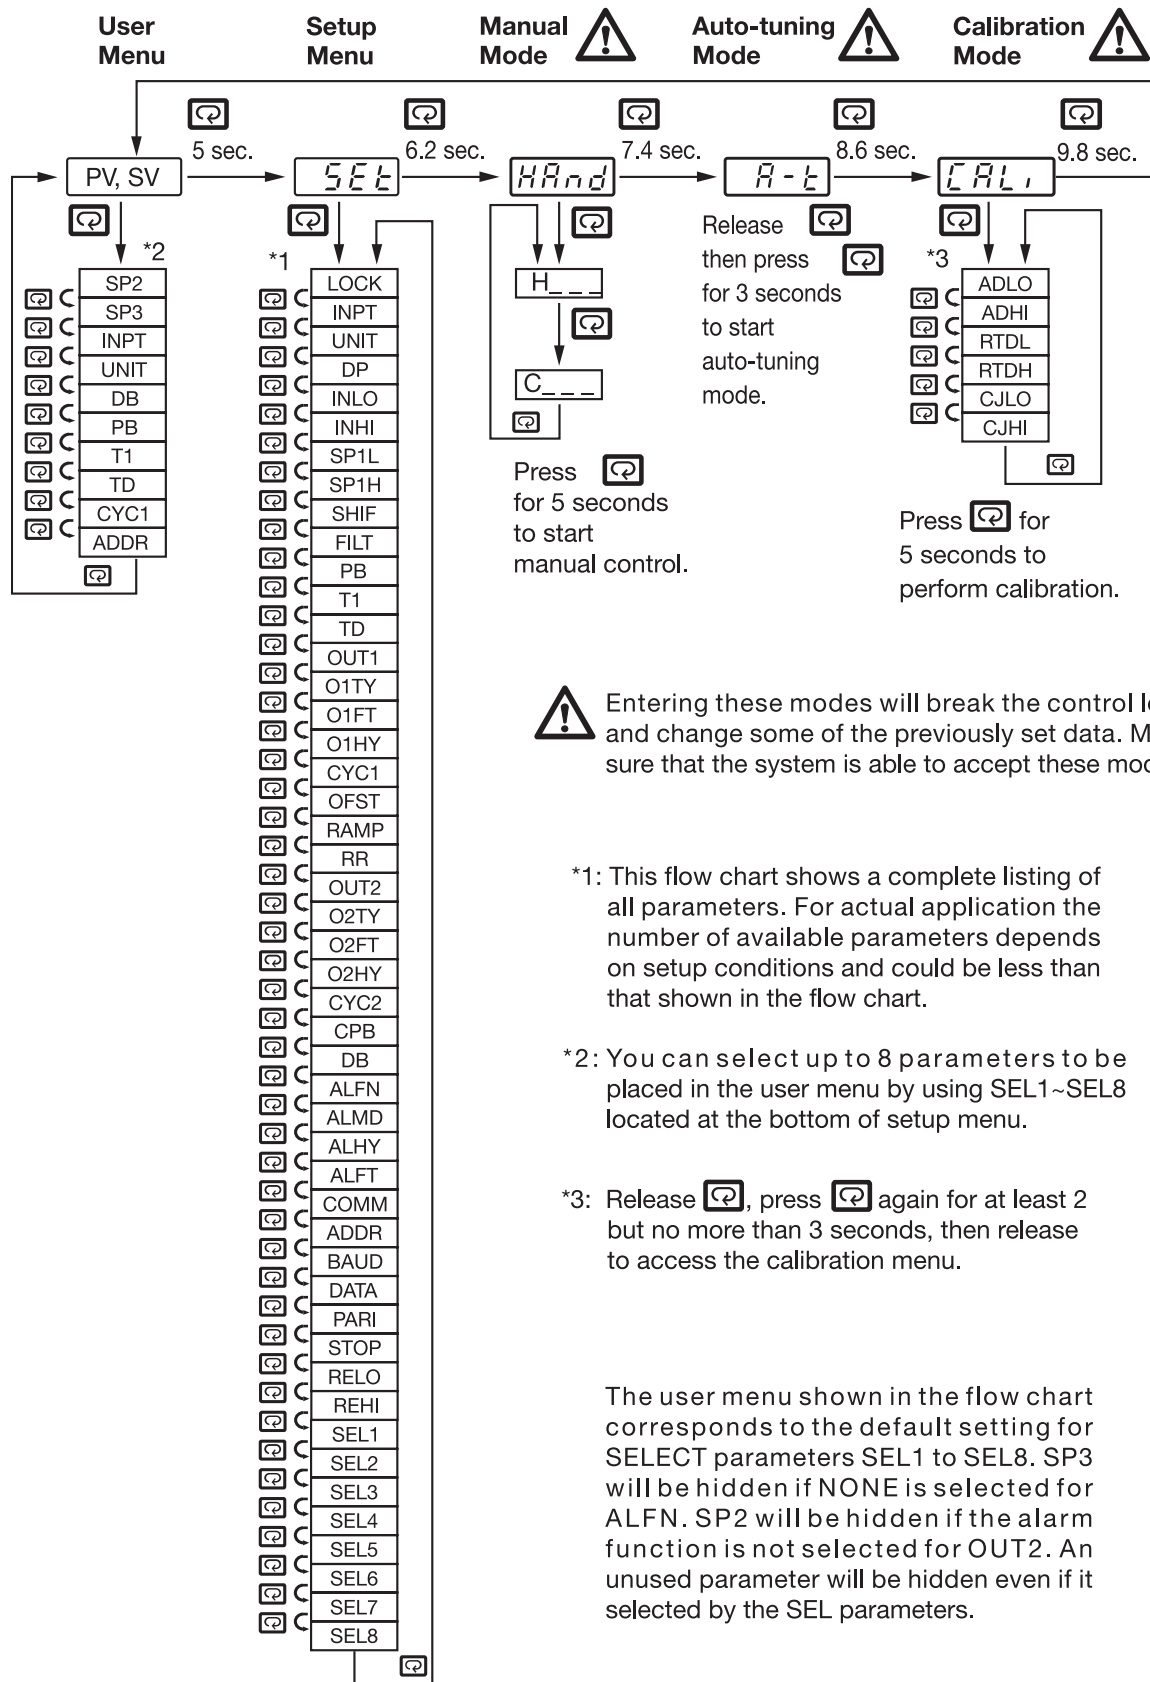 User Menu
Setup Menu
Manual Mode
Auto-tuning Mode
Calibration Mode
5 sec.
6.2 sec.
7.4 sec.
8.6 sec.
9.8 sec.
PV, SV
SEt
HAnd
A-t
CALi
*2
SP2
SP3
INPT
UNIT
DB
PB
T1
TD
CYC1
ADDR
*1
LOCK
INPT
UNIT
DP
INLO
INHI
SP1L
SP1H
SHIF
FILT
PB
T1
TD
OUT1
O1TY
O1FT
O1HY
CYC1
OFST
RAMP
RR
OUT2
O2TY
O2FT
O2HY
CYC2
CPB
DB
ALFN
ALMD
ALHY
ALFT
COMM
ADDR
BAUD
DATA
PARI
STOP
RELO
REHI
SEL1
SEL2
SEL3
SEL4
SEL5
SEL6
SEL7
SEL8
H_ _ _
C_ _ _
Press
for 5 seconds
to start
manual control.
Release
then press
for 3 seconds
to start
auto-tuning
mode.
*3
ADLO
ADHI
RTDL
RTDH
CJLO
CJHI
Press for
5 seconds to
perform calibration.
Entering these modes will break the control
and change some of the previously set data.
sure that the system is able to accept these
*1: This flow chart shows a complete listing of
all parameters. For actual application the
number of available parameters depends
on setup conditions and could be less than
that shown in the flow chart.
*2: You can select up to 8 parameters to be
placed in the user menu by using SEL1~SEL8
located at the bottom of setup menu.
*3: Release , press again for at least 2
but no more than 3 seconds, then release
to access the calibration menu.
The user menu shown in the flow chart
corresponds to the default setting for
SELECT parameters SEL1 to SEL8. SP3
will be hidden if NONE is selected for
ALFN. SP2 will be hidden if the alarm
function is not selected for OUT2. An
unused parameter will be hidden even if it
selected by the SEL parameters.